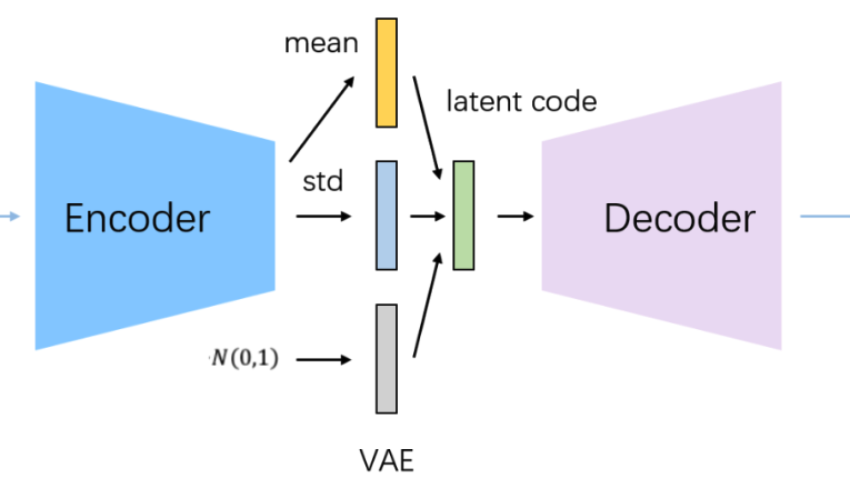 mean
latent code
std
Encoder
Decoder
N(0,1)
VAE